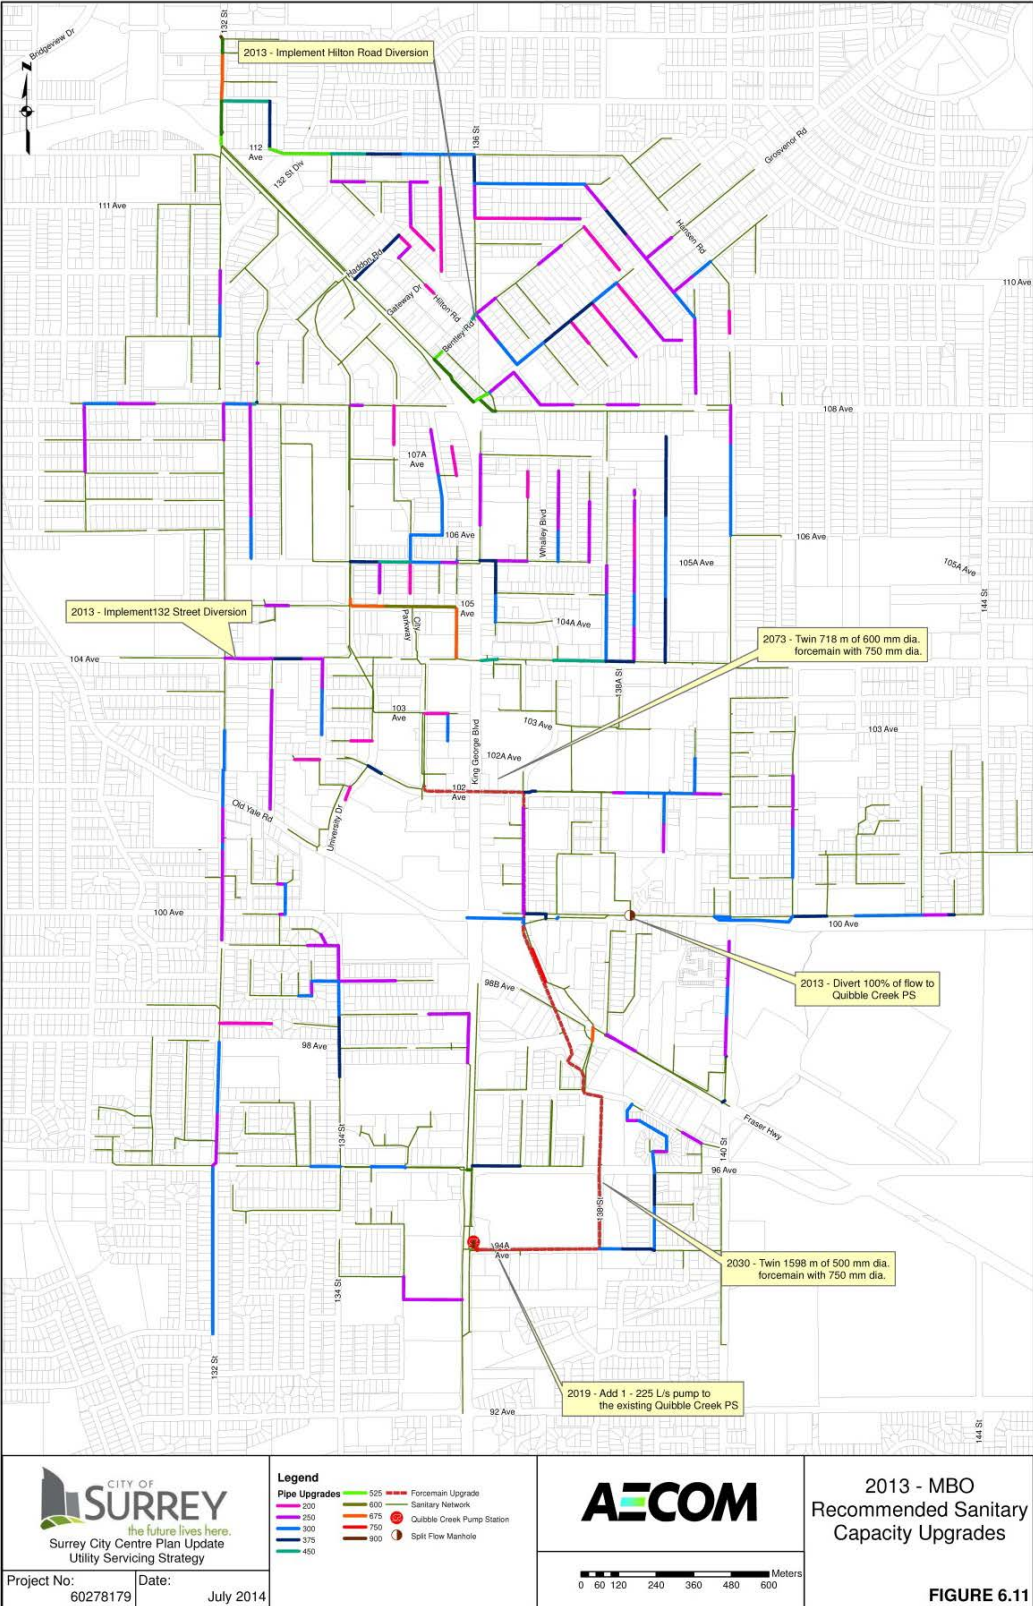 132 St
Bridgeview Dr
N
2013 - Implement Hilton Road Diversion
136 St
112
Ave
132 St Div
Grosvenor Rd
111 Ave
Hansen Rd
Haddon Rd
Gateway Dr
Hilton Rd
Bentley Rd
110 Ave
108 Ave
107A
Ave
Whalley Blvd
106 Ave
106 Ave
105A Ave
105A Ave
144 St
2013 - Implement132 Street Diversion
105
Ave
City
Parkway
104A Ave
2073 - Twin 718 m of 600 mm dia.
forcemain with 750 mm dia.
104 Ave
138A St
103
Ave
103 Ave
103 Ave
King George Blvd
102A Ave
102
Ave
Old Yale Rd
University Dr
100 Ave
100 Ave
2013 - Divert 100% of flow to
Quibble Creek PS
98B Ave
98 Ave
134 St
Fraser Hwy
140 St
96 Ave
138 St
94A
Ave
2030 - Twin 1598 m of 500 mm dia.
forcemain with 750 mm dia.
134 St
132 St
2019 - Add 1 - 225 L/s pump to
the existing Quibble Creek PS
92 Ave
144 St
CITY OF
SURREY
the future lives here.
Surrey City Centre Plan Update
Utility Servicing Strategy
Project No:
60278179
Date:
July 2014
Legend
Pipe Upgrades
200
250
300
375
450
525
600
675
750
900
Forcemain Upgrade
Sanitary Network
Quibble Creek Pump Station
Split Flow Manhole
AECOM
Meters
0 60 120 240 360 480 600
2013 - MBO
Recommended Sanitary
Capacity Upgrades
FIGURE 6.11